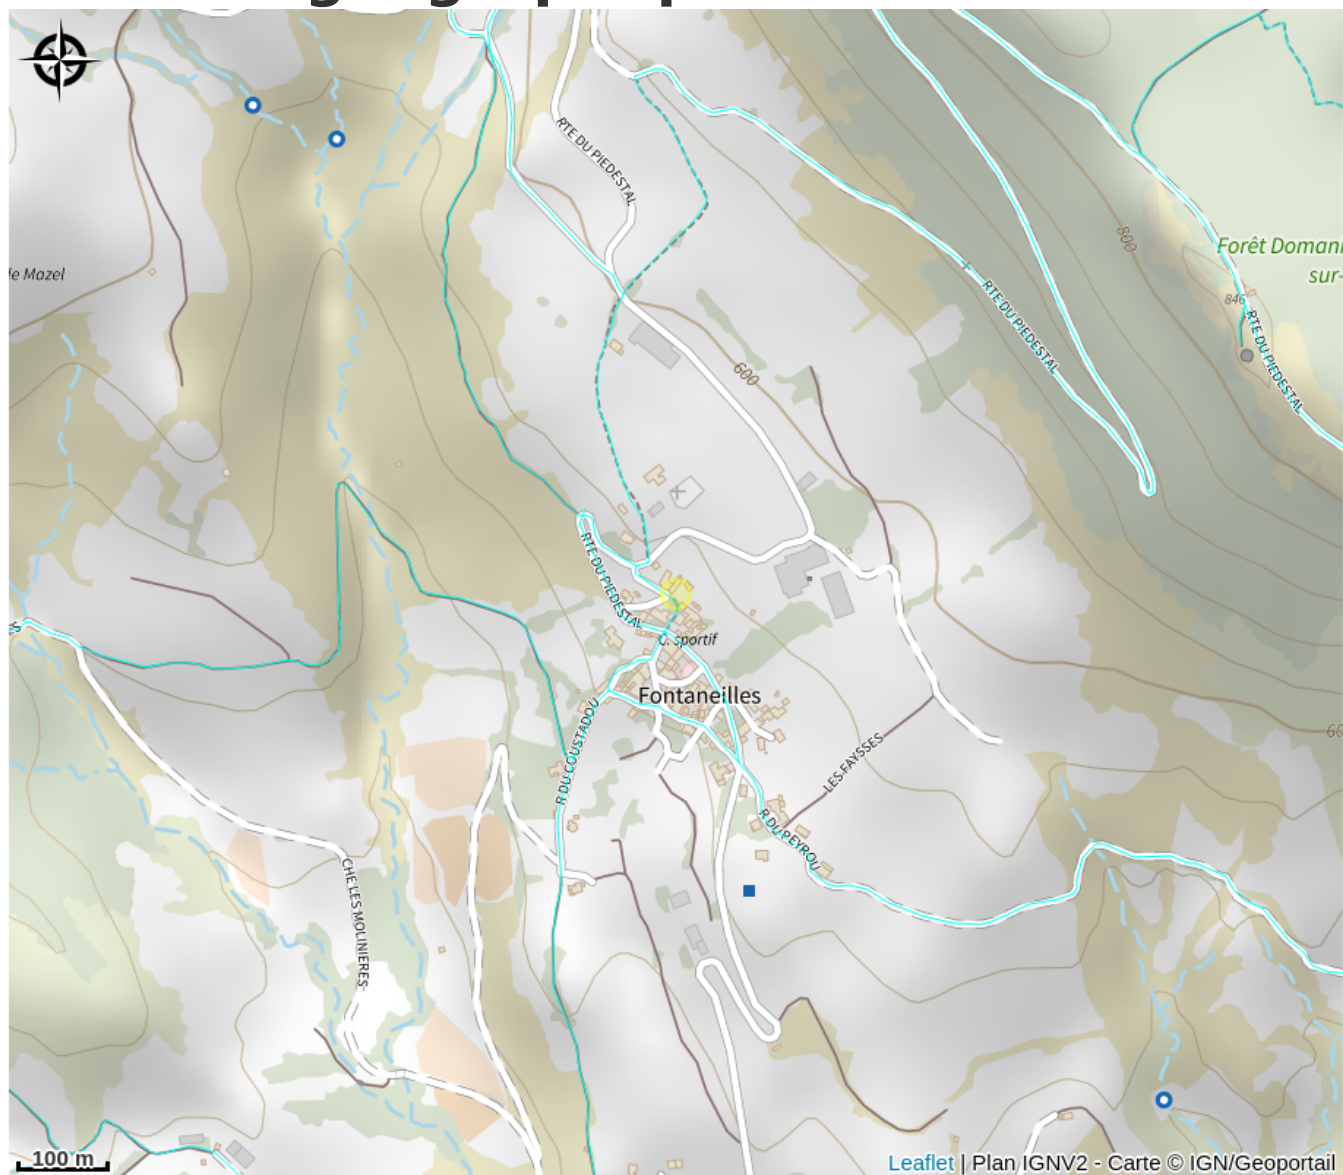 RTE DU PIEDESTAL
800
Forêt Domani
sur-
le Mazel
846
RTE DU PIEDESTAL
RTE DU PIEDESTAL
600
RTE DU PIEDESTAL
C. sportif
Fontaneilles
R DU COUSTADOU
LES FAYSSES
60
R DU PEYROU
CHE LES MOLINIERES
100 m
Leaflet | Plan IGNV2 - Carte © IGN/Geoportail